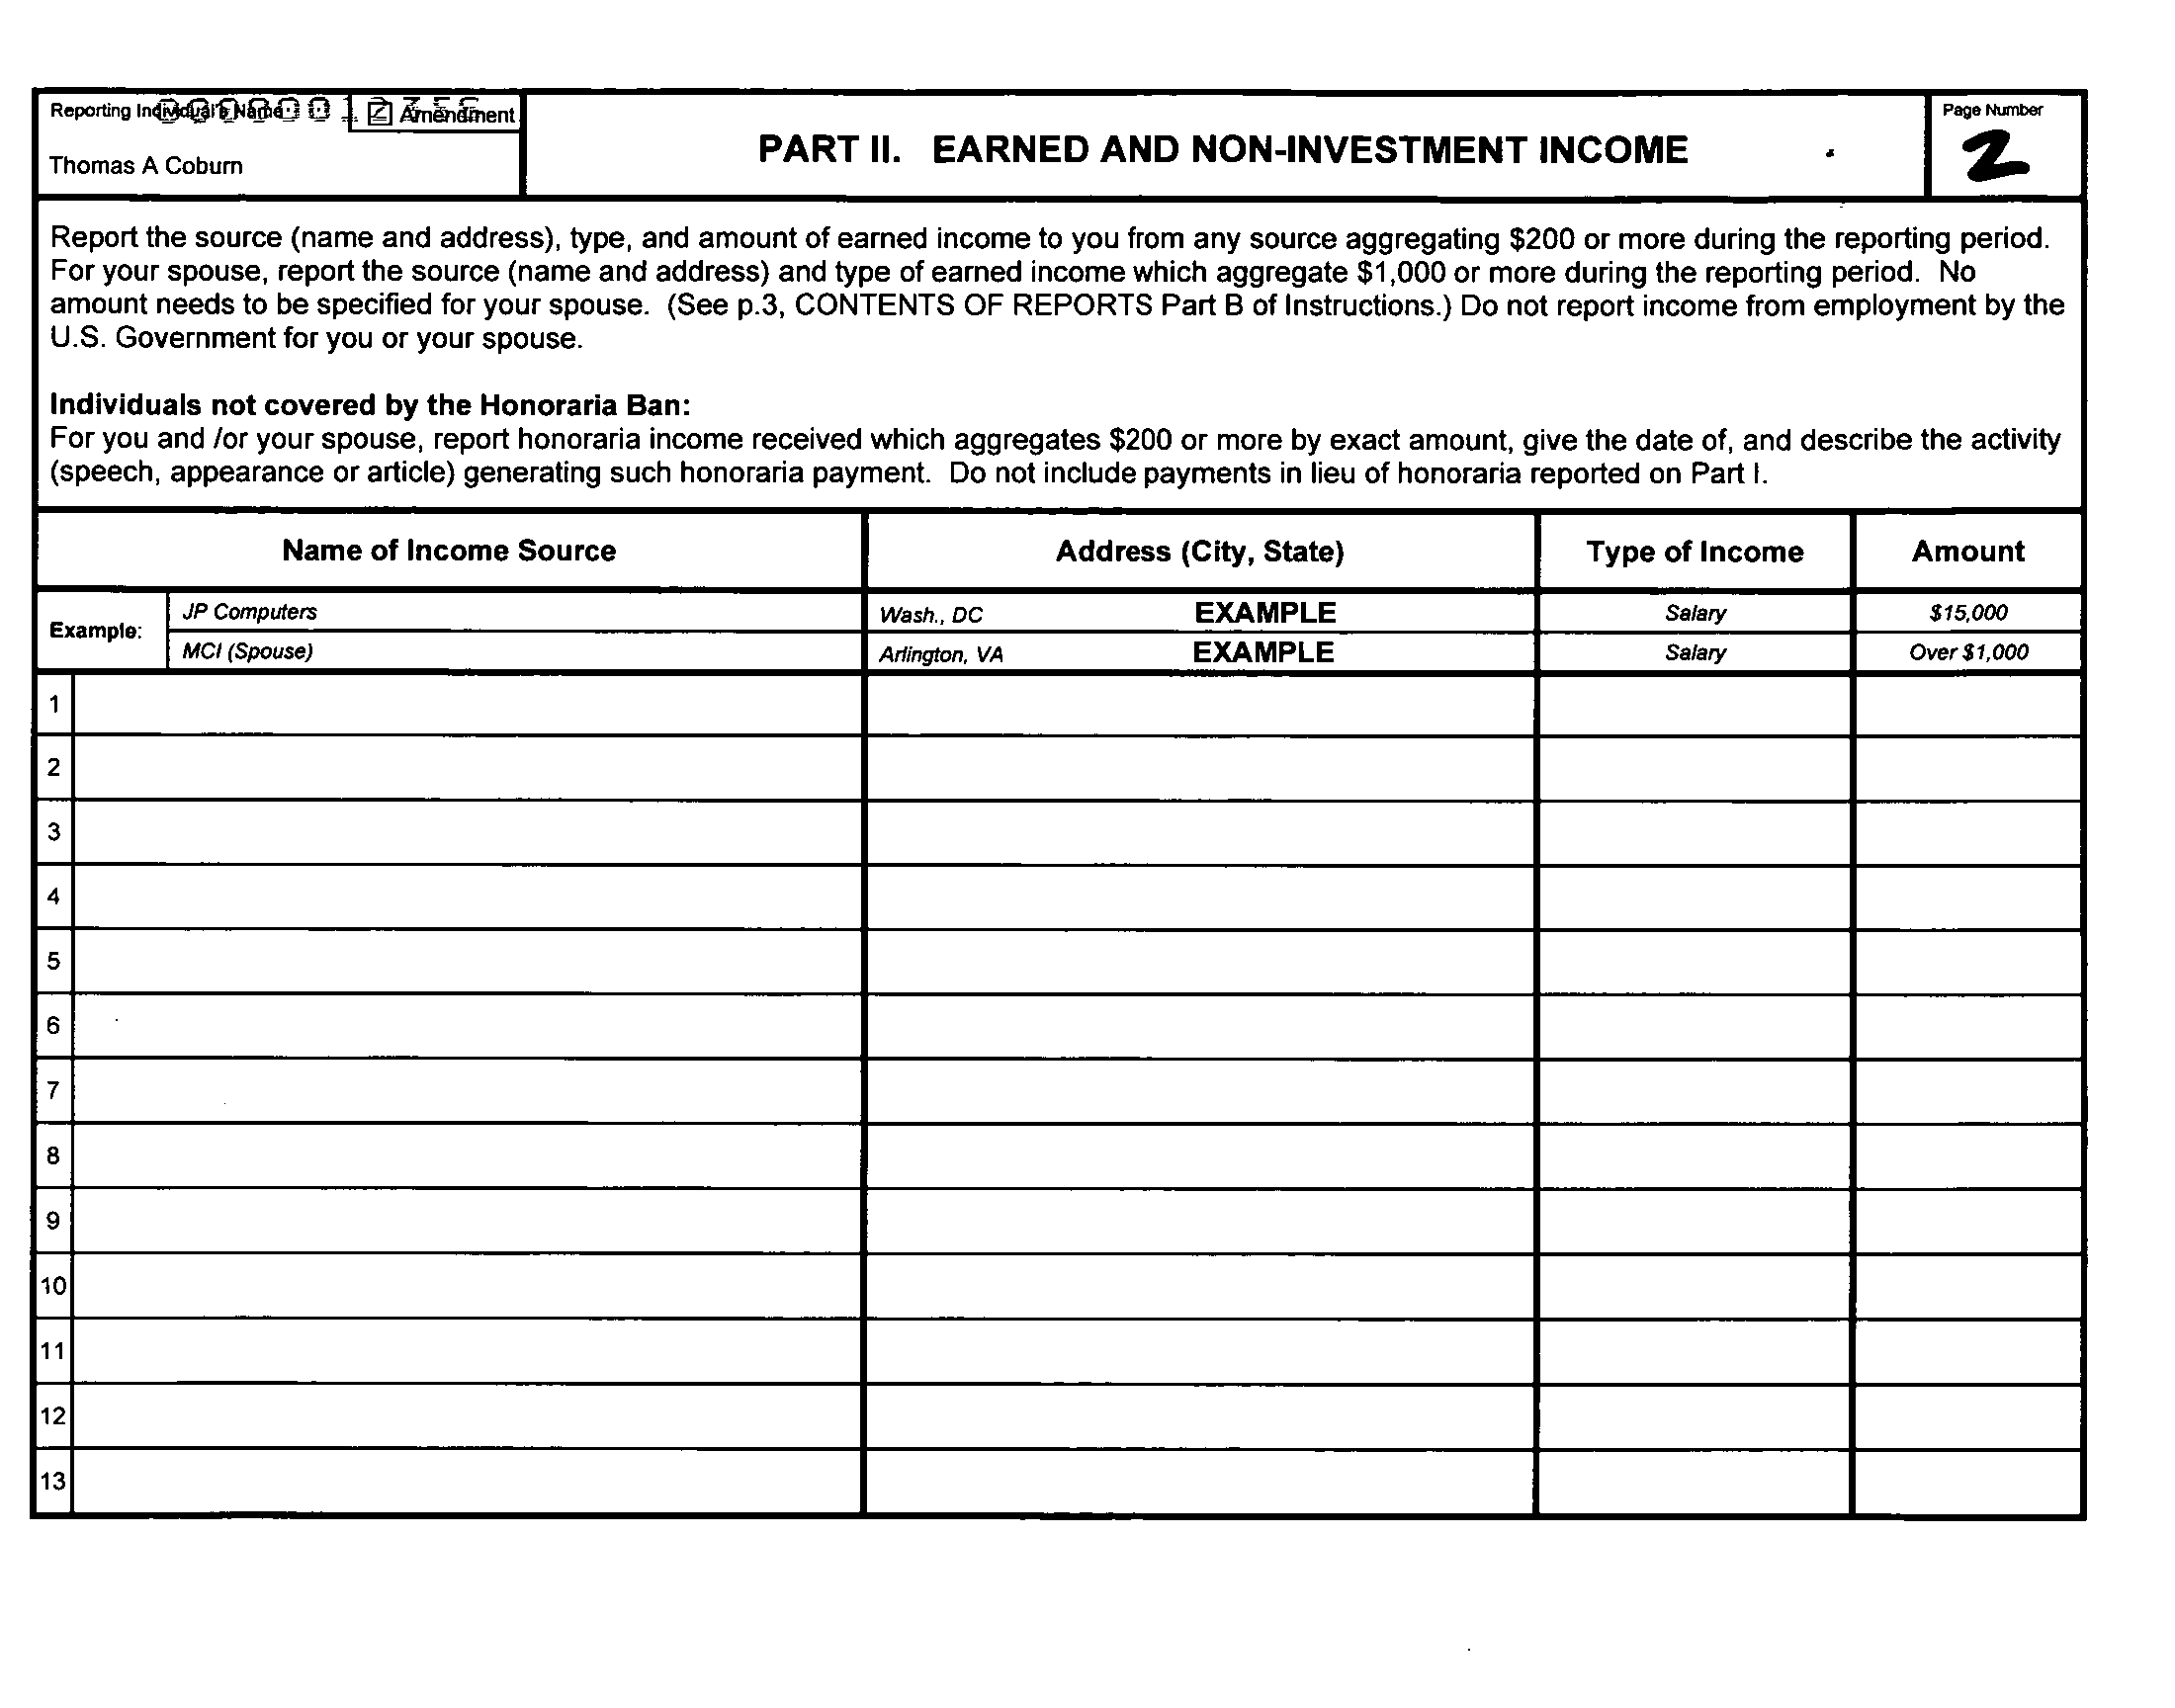 Reporting Individual's Name
Amendment
Thomas A Coburn
PART II. EARNED AND NON-INVESTMENT INCOME
Page Number
2
Report the source (name and address), type, and amount of earned income to you from any source aggregating $200 or more during the reporting period.
For your spouse, report the source (name and address) and type of earned income which aggregate $1,000 or more during the reporting period. No
amount needs to be specified for your spouse. (See p.3, CONTENTS OF REPORTS Part B of Instructions.) Do not report income from employment by the
U.S. Government for you or your spouse.
Individuals not covered by the Honoraria Ban:
For you and /or your spouse, report honoraria income received which aggregates $200 or more by exact amount, give the date of, and describe the activity
(speech, appearance or article) generating such honoraria payment. Do not include payments in lieu of honoraria reported on Part I.
Name of Income Source Address (City, State) Type of Income Amount
Example:
JP Computers Wash., DC EXAMPLE Salary $15,000
MCI (Spouse) Arlington, VA EXAMPLE Salary Over $1,000
1
2
3
4
5
6
7
8
9
10
11
12
13